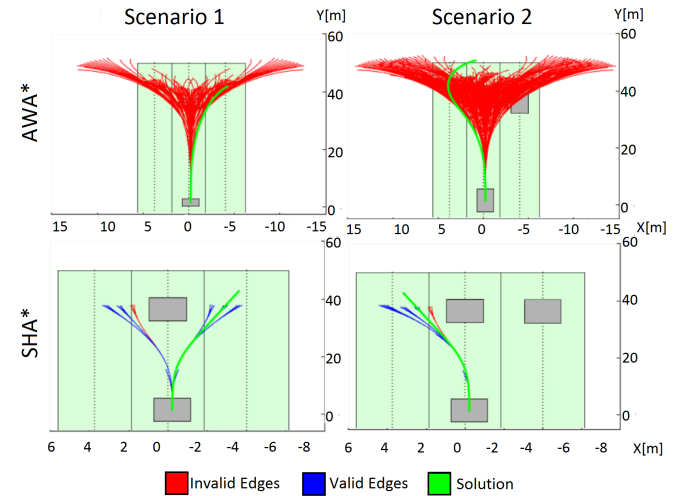 Scenario 1 Y[m] Scenario 2 Y[m]
AWA*
60 60
40 40
20 20
0 0
15 10 5 0 -5 -10 -15 15 10 5 0 -5 -10 -15 X[m]
SHA*
60 60
40 40
20 20
0 0
6 4 2 0 -2 -4 -6 -8 6 4 2 0 -2 -4 -6 -8 X[m]
Invalid Edges Valid Edges Solution